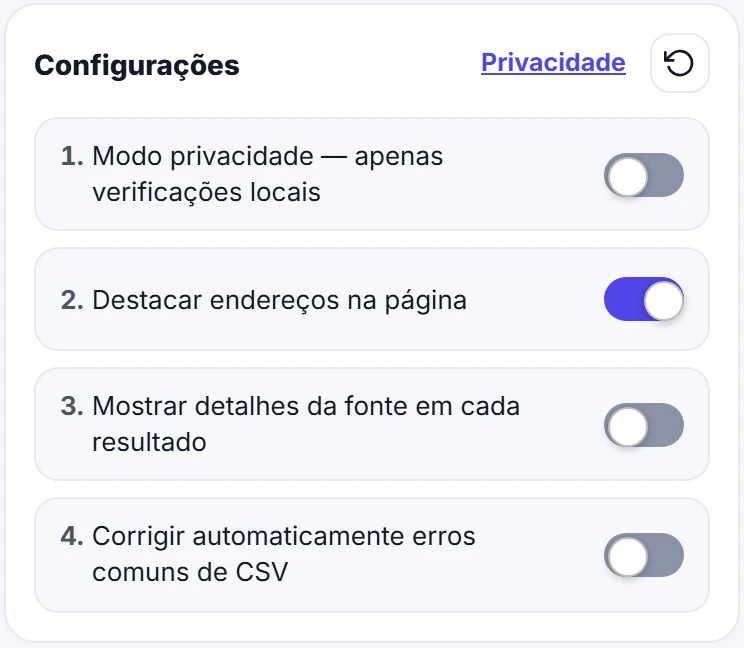 Configurações
Privacidade
1. Modo privacidade — apenas
verificações locais
2. Destacar endereços na página
3. Mostrar detalhes da fonte em cada
resultado
4. Corrigir automaticamente erros
comuns de CSV